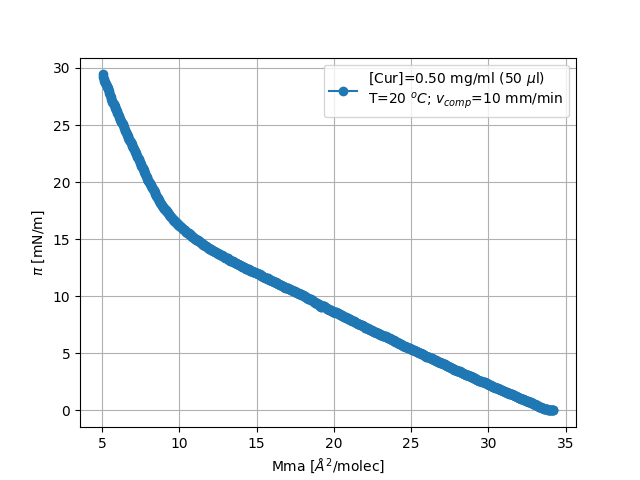 [Cur]=0.50 mg/ml (50 μl)
T=20 °C; v_comp=10 mm/min
30
25
20
15
10
5
0
π [mN/m]
5 10 15 20 25 30 35
Mma [Å²/molec]